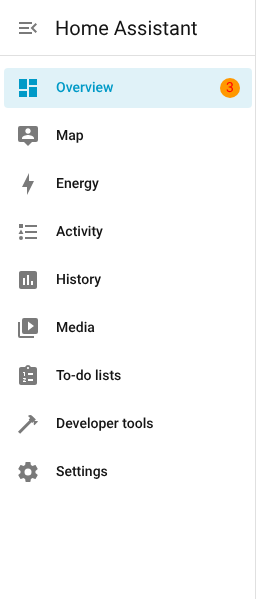 Home Assistant
Overview 3
Map
Energy
Activity
History
Media
To-do lists
Developer tools
Settings